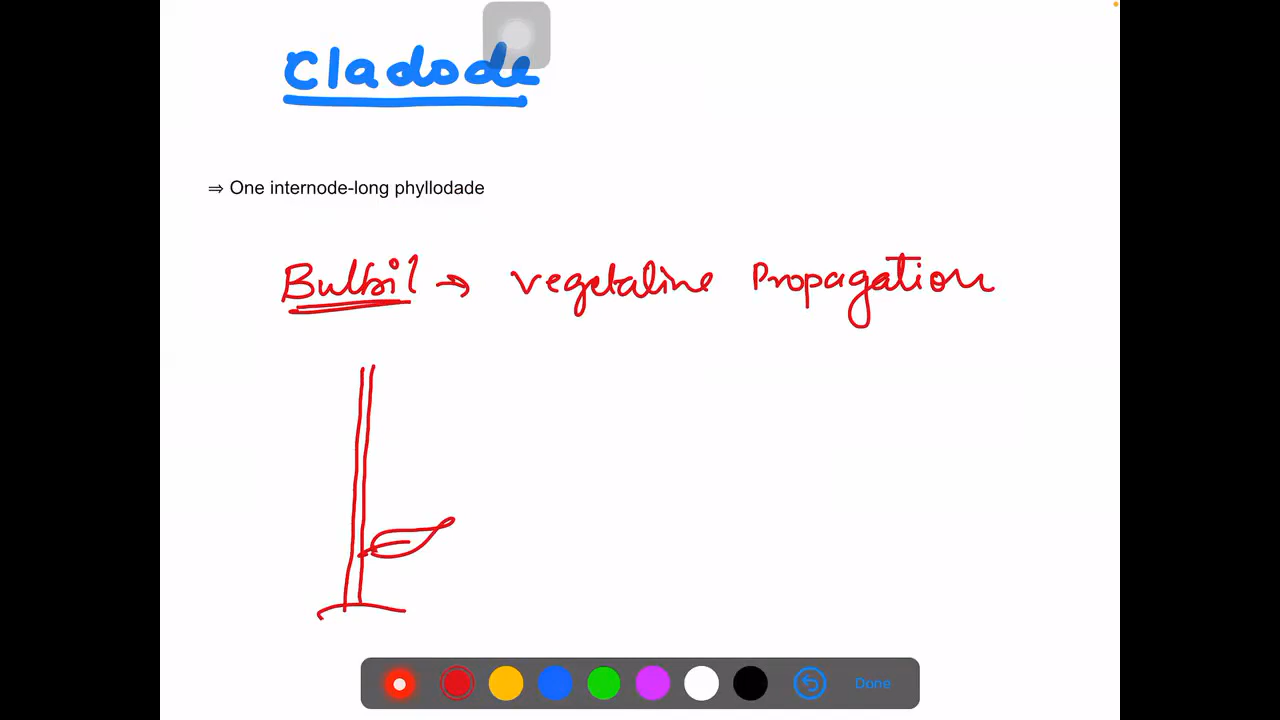 Cladode
⇒ One internode-long phyllodade
Bulbil → vegetative Propagation
Done